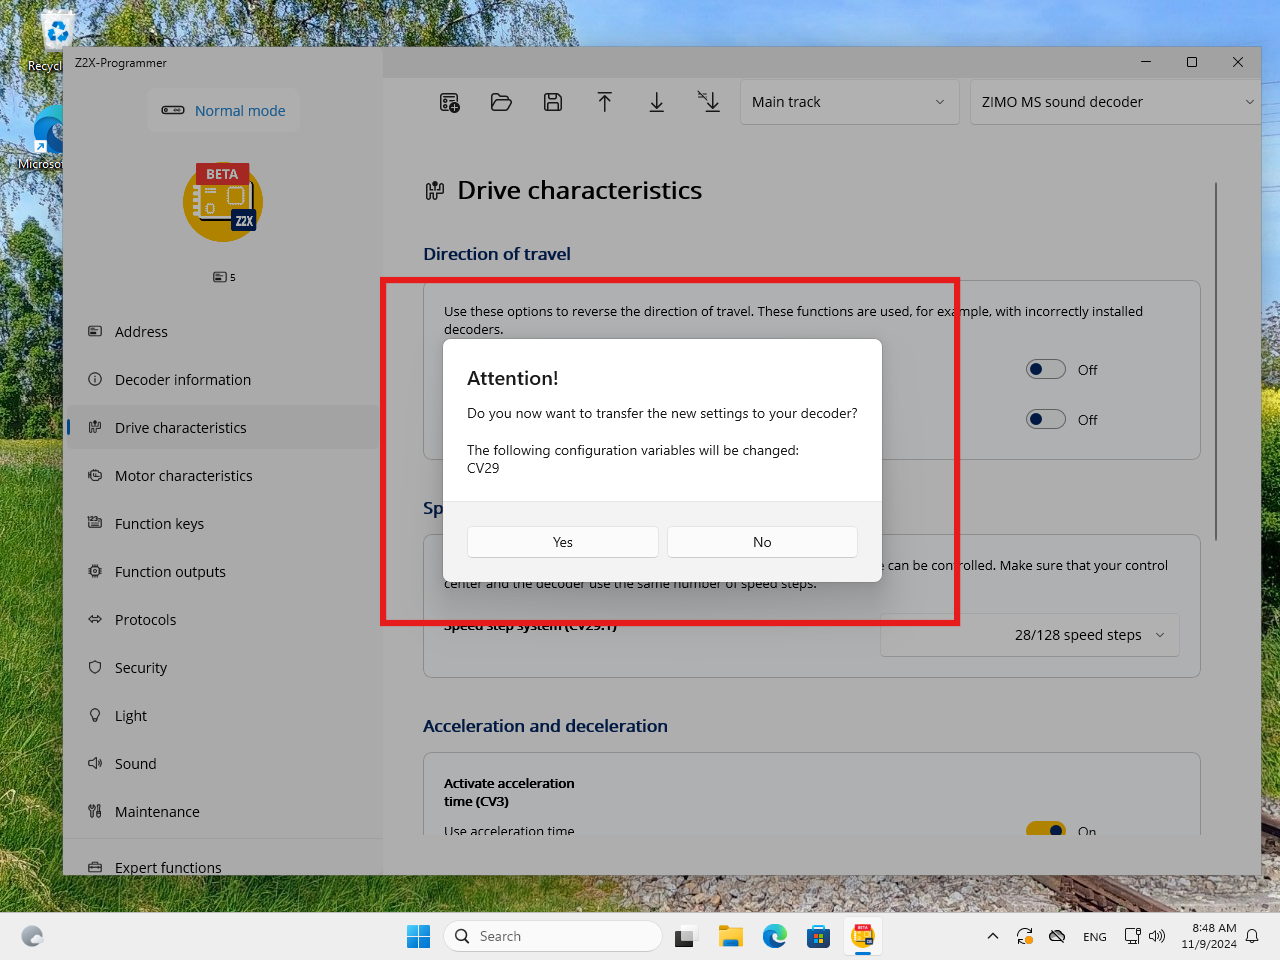 Recycl
Microsof
Z2X-Programmer
Normal mode
BETA
Z2X
5
Address
Decoder information
Drive characteristics
Motor characteristics
Function keys
Function outputs
Protocols
Security
Light
Sound
Maintenance
Expert functions
Main track
ZIMO MS sound decoder
Drive characteristics
Direction of travel
Use these options to reverse the direction of travel. These functions are used, for example, with incorrectly installed
decoders.
Off
Off
Attention!
Do you now want to transfer the new settings to your decoder?
The following configuration variables will be changed:
CV29
Yes
No
Sp
can be controlled. Make sure that your control
center and the decoder use the same number of speed steps.
Speed step system (CV29.1)
28/128 speed steps
Acceleration and deceleration
Activate acceleration
time (CV3)
Use acceleration time
On
Search
ENG
8:48 AM
11/9/2024